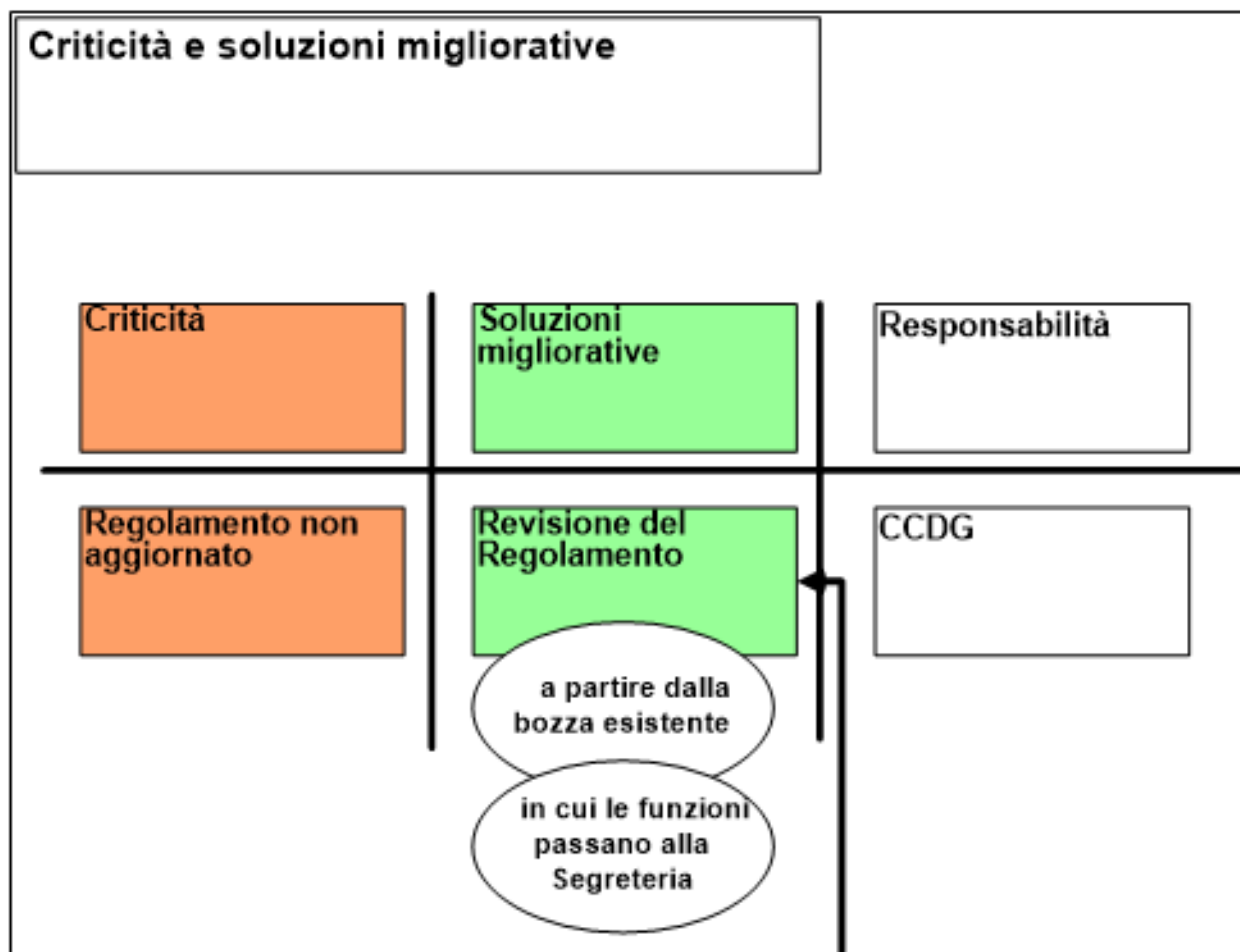 Criticità e soluzioni migliorative
Criticità
Soluzioni
migliorative
Responsabilità
Regolamento non
aggiornato
Revisione del
Regolamento
CCDG
a partire dalla
bozza esistente
in cui le funzioni
passano alla
Segreteria